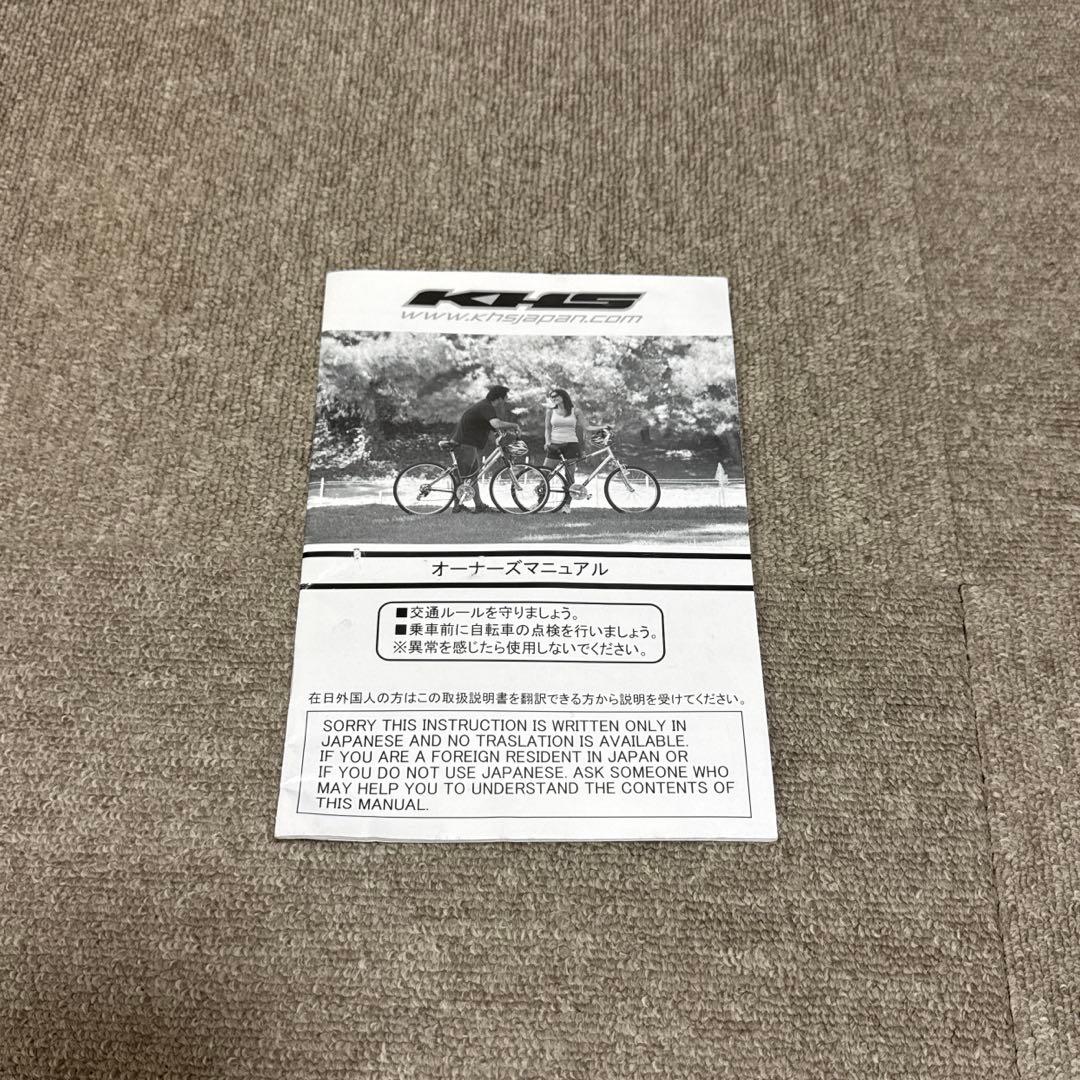 KHS
www.khsjapan.com
オーナーズマニュアル
■交通ルールを守りましょう。
■乗車前に自転車の点検を行いましょう。
※異常を感じたら使用しないでください。
在日外国人の方はこの取扱説明書を翻訳できる方から説明を受けてください。
SORRY THIS INSTRUCTION IS WRITTEN ONLY IN
JAPANESE AND NO TRASLATION IS AVAILABLE.
IF YOU ARE A FOREIGN RESIDENT IN JAPAN OR
IF YOU DO NOT USE JAPANESE. ASK SOMEONE WHO
MAY HELP YOU TO UNDERSTAND THE CONTENTS OF
THIS MANUAL.